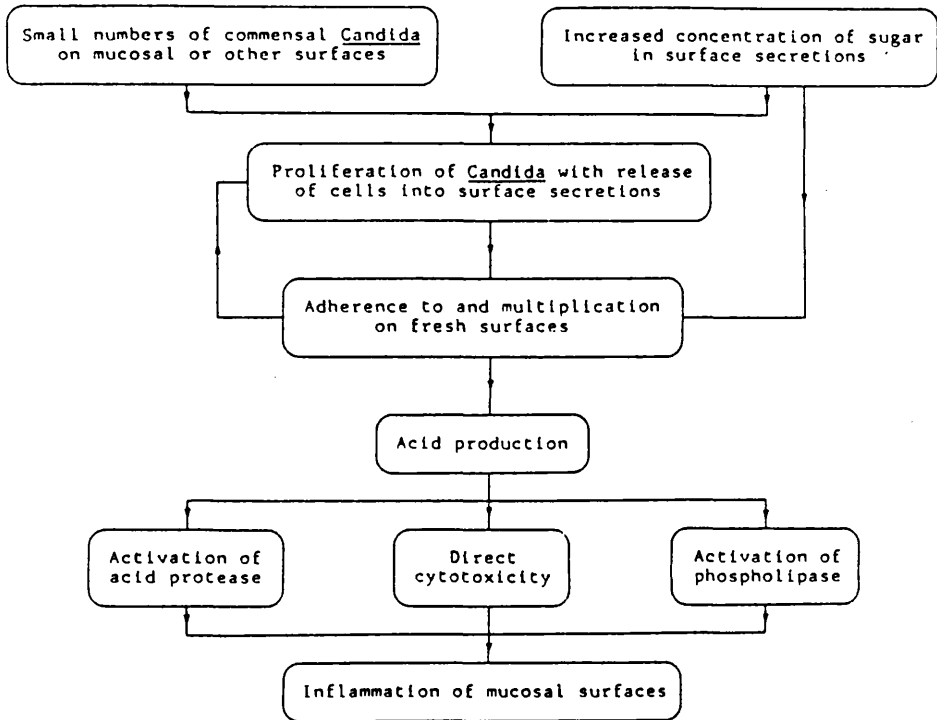 Small numbers of commensal Candida
on mucosal or other surfaces
Increased concentration of sugar
in surface secretions
Proliferation of Candida with release
of cells into surface secretions
Adherence to and multiplication
on fresh surfaces
Acid production
Activation of
acid protease
Direct
cytotoxicity
Activation of
phospholipase
Inflammation of mucosal surfaces